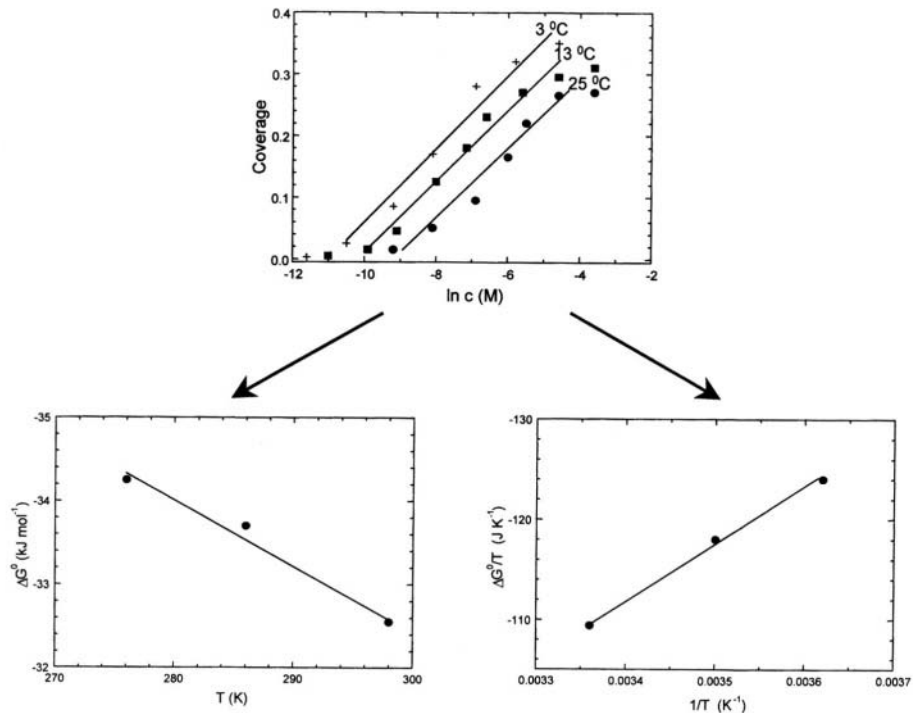 0.4
0.3
0.2
0.1
0.0
Coverage
3 ⁰C
3 ⁰C
25 ⁰C
-12 -10 -8 -6 -4 -2
ln c (M)
-35
-34
-33
-32
ΔG⁰ (kJ mol⁻¹)
270 280 290 300
T (K)
-130
-120
-110
ΔG⁰/T (J K⁻¹)
0.0033 0.0034 0.0035 0.0036 0.0037
1/T (K⁻¹)